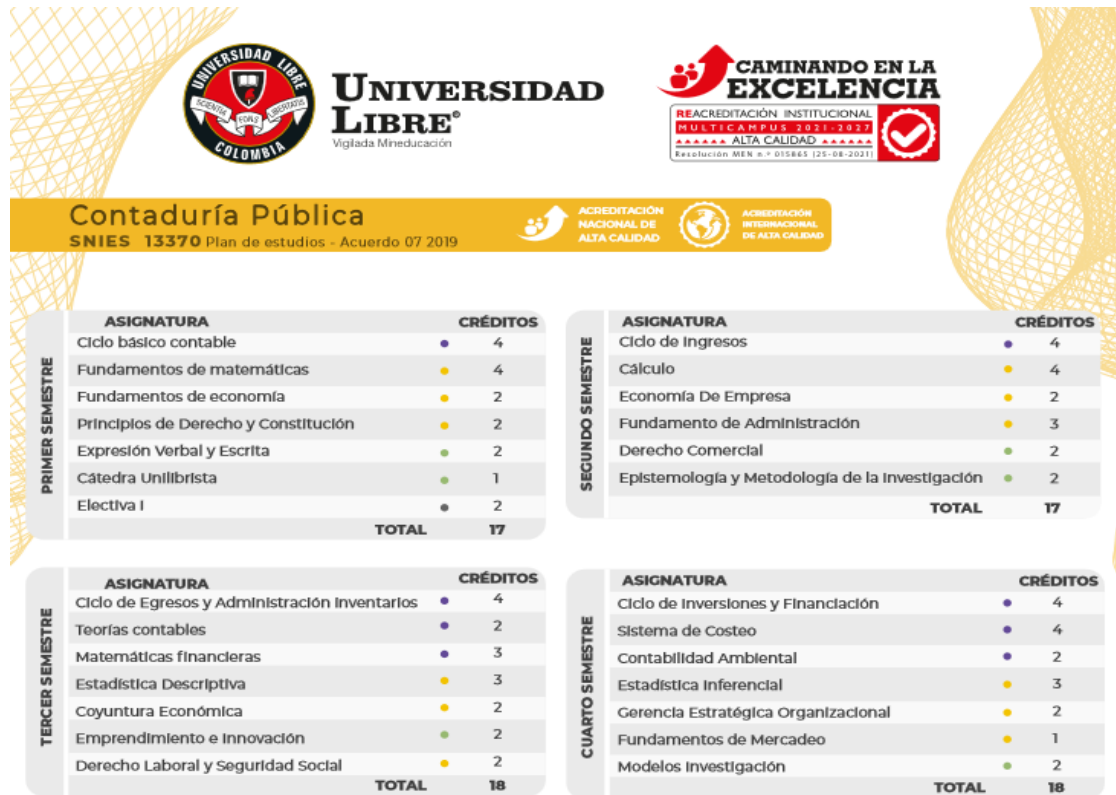 UNIVERSIDAD LIBRE
SCIENTIA FONS LIBERTATIS
COLOMBIA
UNIVERSIDAD
LIBRE®
Vigilada Mineducación
CAMINANDO EN LA
EXCELENCIA
REACREDITACIÓN INSTITUCIONAL
MULTICAMPUS 2021-2027
ALTA CALIDAD
Resolución MEN n.º 015865 (25-08-2021)
Contaduría Pública
SNIES 13370 Plan de estudios - Acuerdo 07 2019
ACREDITACIÓN
NACIONAL DE
ALTA CALIDAD
ACREDITACIÓN
INTERNACIONAL
DE ALTA CALIDAD
PRIMER SEMESTRE
ASIGNATURA CRÉDITOS
Ciclo básico contable 4
Fundamentos de matemáticas 4
Fundamentos de economía 2
Principios de Derecho y Constitución 2
Expresión Verbal y Escrita 2
Cátedra Unilibrista 1
Electiva I 2
TOTAL 17
SEGUNDO SEMESTRE
ASIGNATURA CRÉDITOS
Ciclo de Ingresos 4
Cálculo 4
Economía De Empresa 2
Fundamento de Administración 3
Derecho Comercial 2
Epistemología y Metodología de la Investigación 2
TOTAL 17
TERCER SEMESTRE
ASIGNATURA CRÉDITOS
Ciclo de Egresos y Administración Inventarios 4
Teorías contables 2
Matemáticas financieras 3
Estadística Descriptiva 3
Coyuntura Económica 2
Emprendimiento e Innovación 2
Derecho Laboral y Seguridad Social 2
TOTAL 18
CUARTO SEMESTRE
ASIGNATURA CRÉDITOS
Ciclo de Inversiones y Financiación 4
Sistema de Costeo 4
Contabilidad Ambiental 2
Estadística Inferencial 3
Gerencia Estratégica Organizacional 2
Fundamentos de Mercadeo 1
Modelos Investigación 2
TOTAL 18